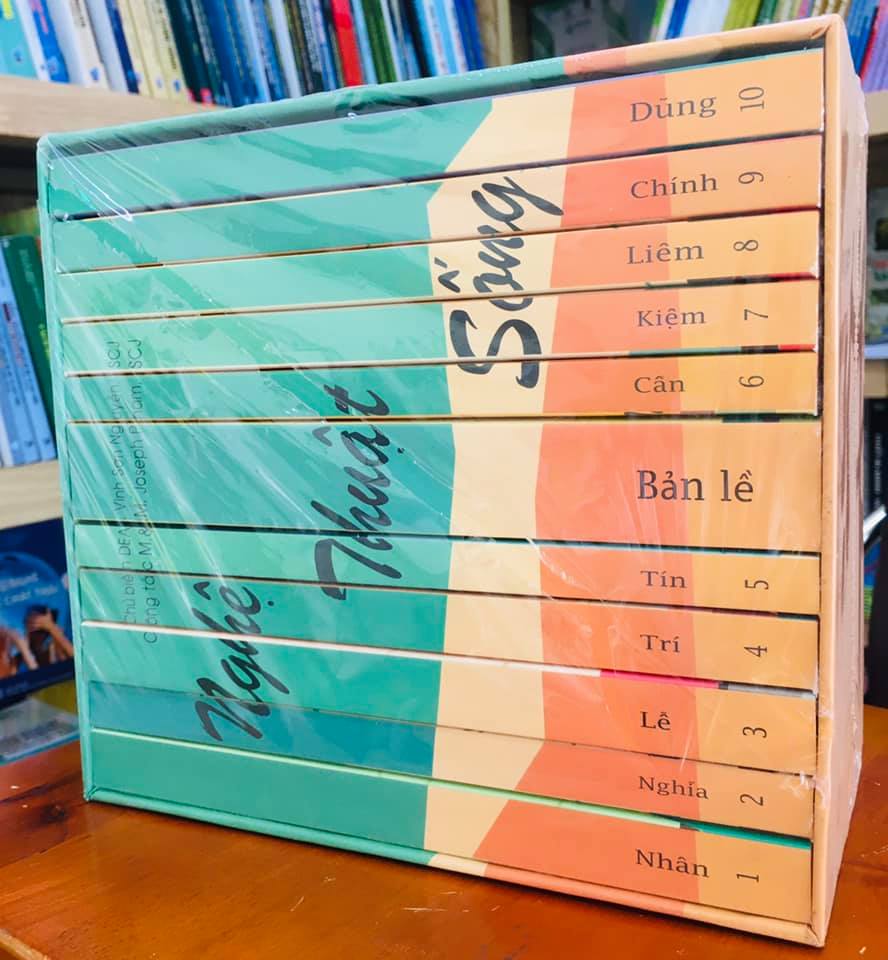 Dũng 10
Chính 9
Liêm 8
Kiệm 7
Cần 6
Bản lề
Tín 5
Trí 4
Lễ 3
Nghĩa 2
Nhân 1
Nghệ Thuật Sống
Chủ biên DEAN Vinh Sơn Nguyễn, SCJ
Cộng tác M.&.M. Joseph Phạm, SCJ